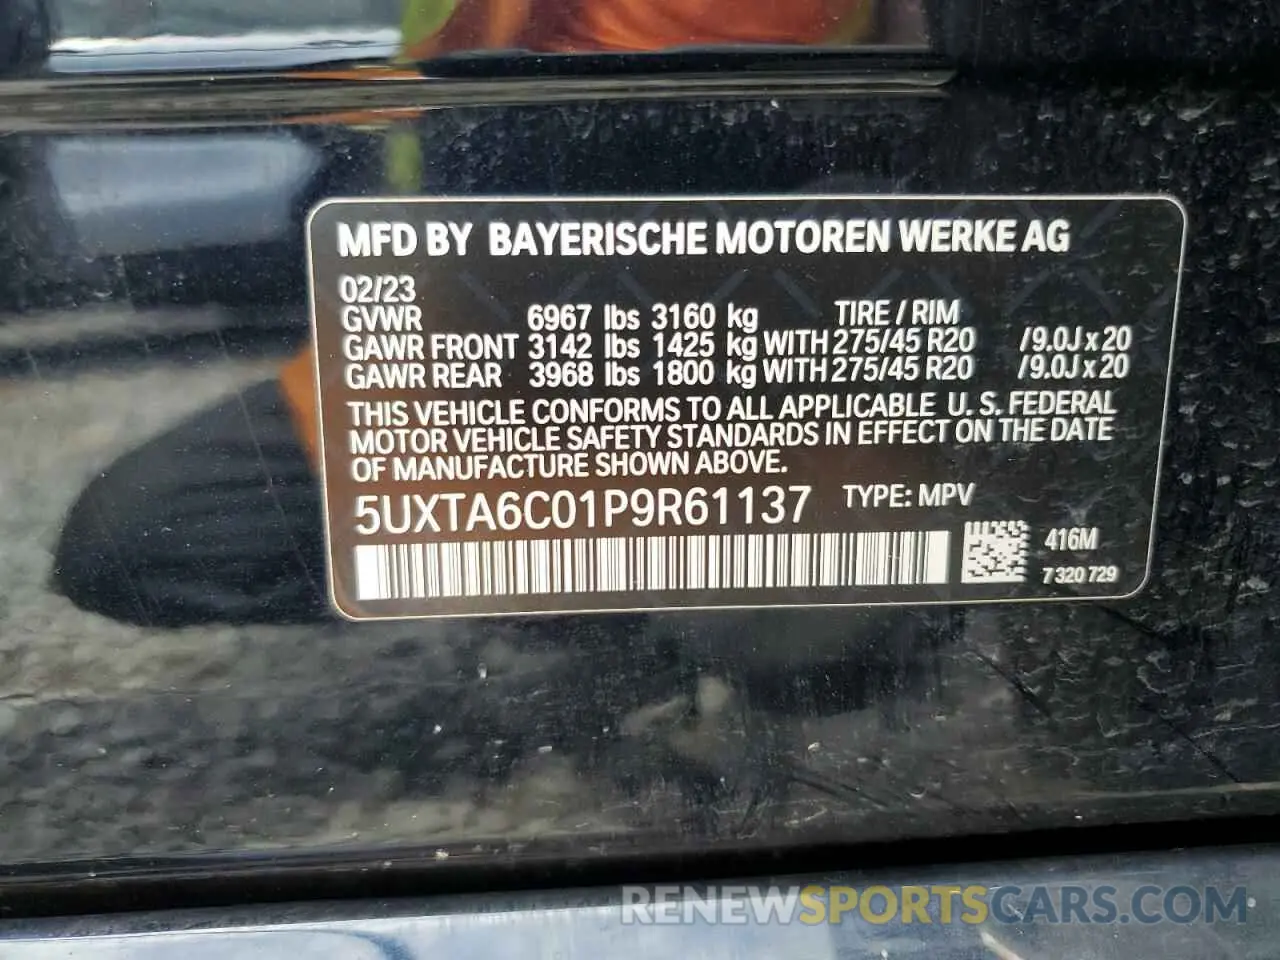 MFD BY BAYERISCHE MOTOREN WERKE AG
02/23
GVWR 6967 lbs 3160 kg TIRE / RIM
GAWR FRONT 3142 lbs 1425 kg WITH 275/45 R20 /9.0J x 20
GAWR REAR 3968 lbs 1800 kg WITH 275/45 R20 /9.0J x 20
THIS VEHICLE CONFORMS TO ALL APPLICABLE U. S. FEDERAL
MOTOR VEHICLE SAFETY STANDARDS IN EFFECT ON THE DATE
OF MANUFACTURE SHOWN ABOVE.
5UXTA6C01P9R61137 TYPE: MPV
416M
7 320 729
RENEWSPORTSCARS.COM